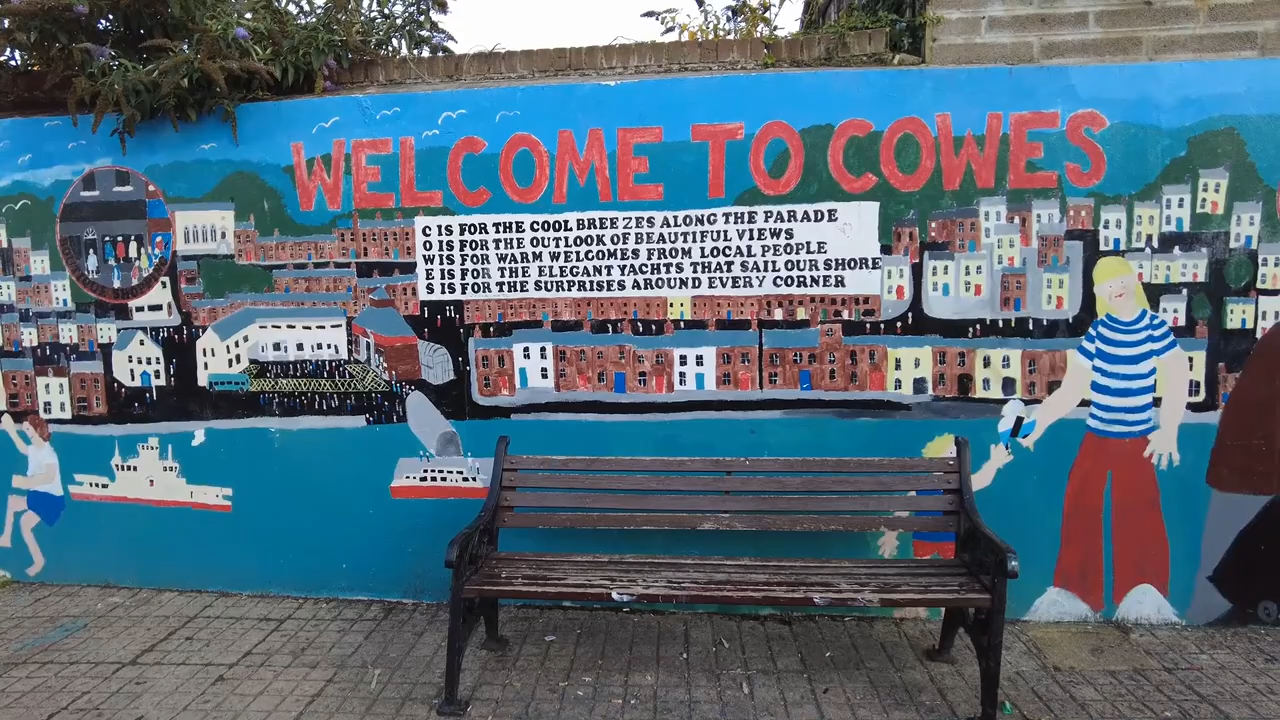 WELCOME TO COWES
C IS FOR THE COOL BREEZES ALONG THE PARADE
O IS FOR THE OUTLOOK OF BEAUTIFUL VIEWS
W IS FOR WARM WELCOMES FROM LOCAL PEOPLE
E IS FOR THE ELEGANT YACHTS THAT SAIL OUR SHORE
S IS FOR THE SURPRISES AROUND EVERY CORNER